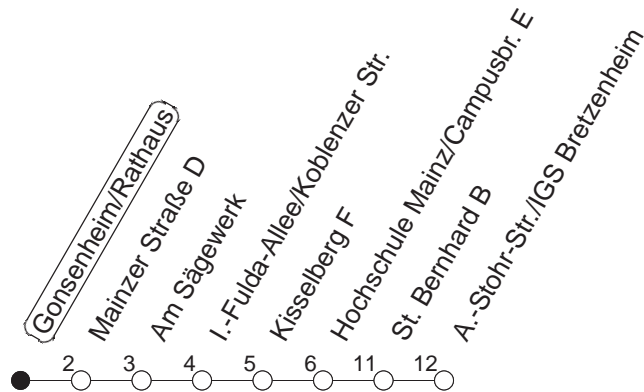 Gonsenheim/Rathaus
Mainzer Straße D
Am Sägewerk
I.-Fulda-Allee/Koblenzer Str.
Kisselberg F
Hochschule Mainz/Campusbr. E
St. Bernhard B
A.-Stohr-Str./IGS Bretzenheim
2 3 4 5 6 11 12